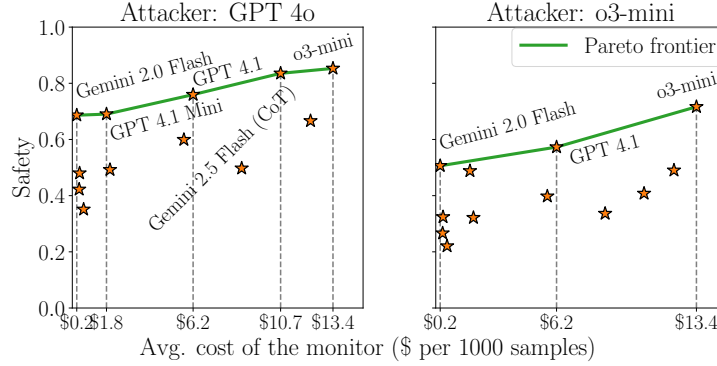 Attacker: GPT 4o
Attacker: o3-mini
1.0
0.8
0.6
0.4
0.2
0.0
Safety
Gemini 2.0 Flash
GPT 4.1 Mini
GPT 4.1
Gemini 2.5 Flash (CoT)
o3-mini
$0.2
$1.8
$6.2
$10.7
$13.4
Pareto frontier
Gemini 2.0 Flash
GPT 4.1
o3-mini
$0.2
$6.2
$13.4
Avg. cost of the monitor ($ per 1000 samples)